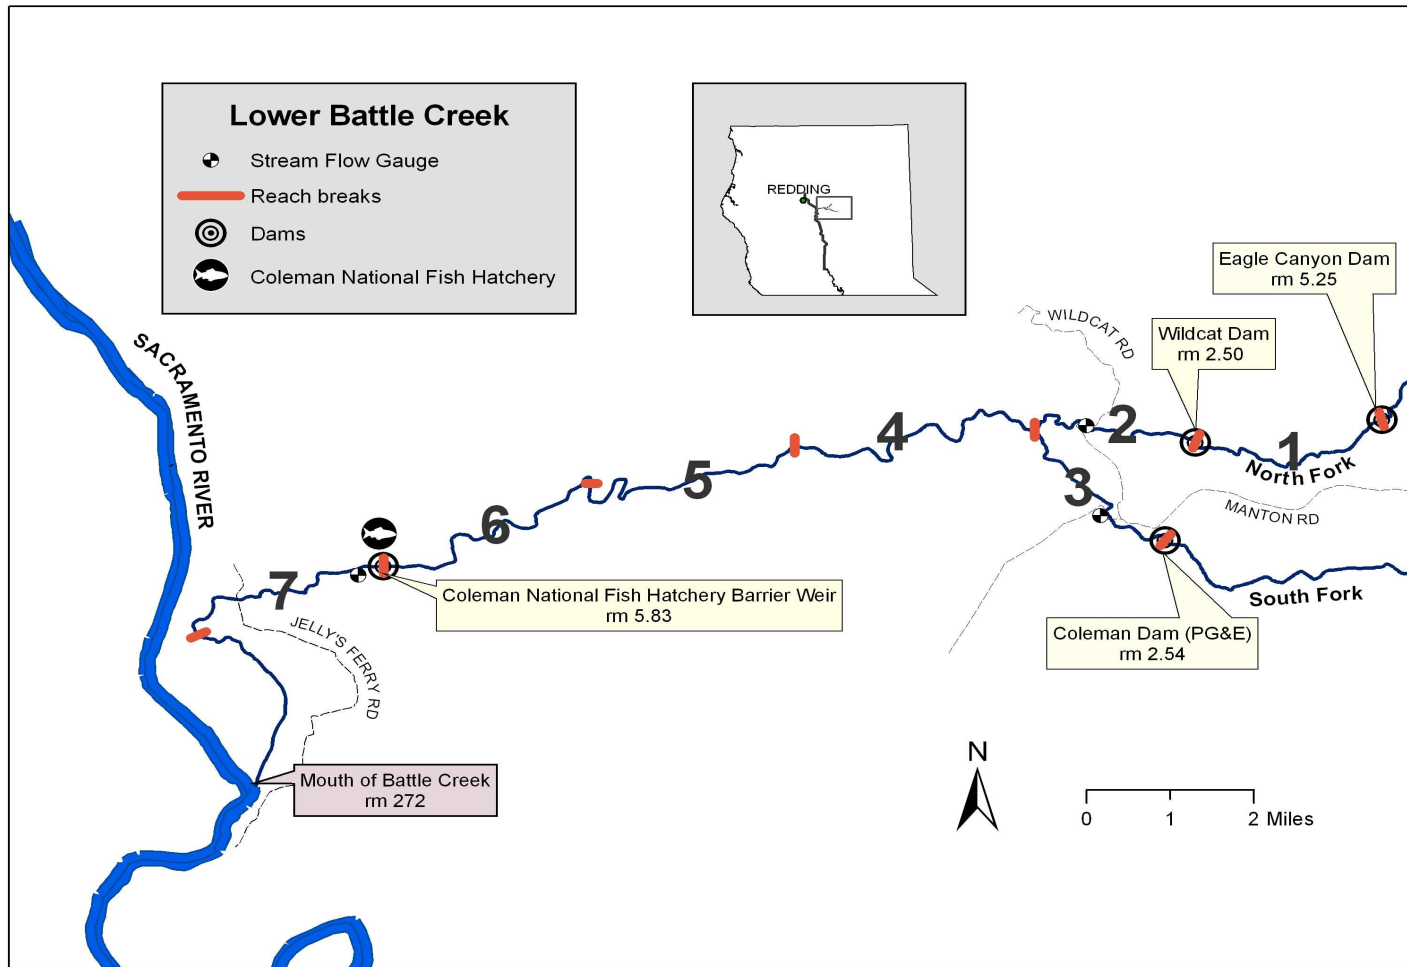 Lower Battle Creek
Stream Flow Gauge
Reach breaks
Dams
Coleman National Fish Hatchery
REDDING
Eagle Canyon Dam
rm 5.25
WILDCAT RD
Wildcat Dam
rm 2.50
SACRAMENTO RIVER
4
2
1
North Fork
5
3
MANTON RD
6
7
Coleman National Fish Hatchery Barrier Weir
rm 5.83
South Fork
JELLY'S FERRY RD
Coleman Dam (PG&E)
rm 2.54
Mouth of Battle Creek
rm 272
N
0 1 2 Miles